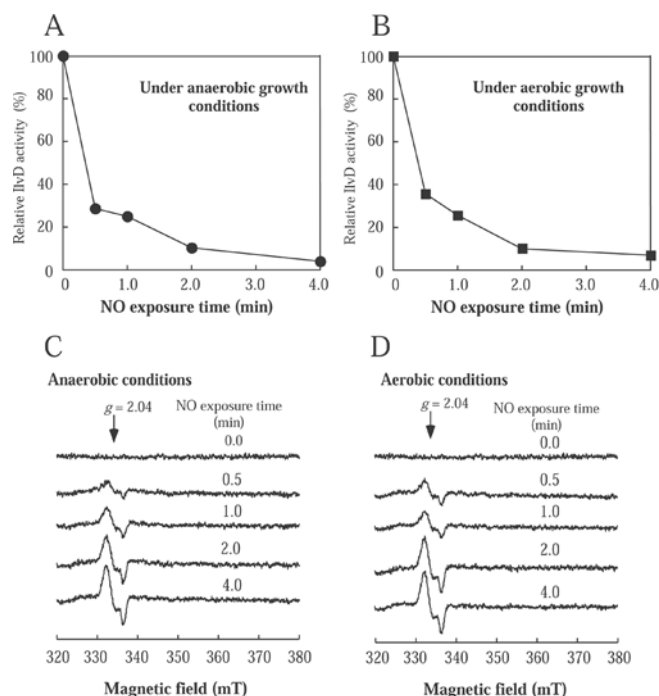 A
Relative IlvD activity (%)
100
80
60
40
20
0
Under anaerobic growth
conditions
0 1.0 2.0 3.0 4.0
NO exposure time (min)
B
Relative IlvD activity (%)
100
80
60
40
20
0
Under aerobic growth
conditions
0 1.0 2.0 3.0 4.0
NO exposure time (min)
C
Anaerobic conditions
g = 2.04
NO exposure time
(min)
0.0
0.5
1.0
2.0
4.0
320 330 340 350 360 370 380
Magnetic field (mT)
D
Aerobic conditions
g = 2.04
NO exposure time
(min)
0.0
0.5
1.0
2.0
4.0
320 330 340 350 360 370 380
Magnetic field (mT)